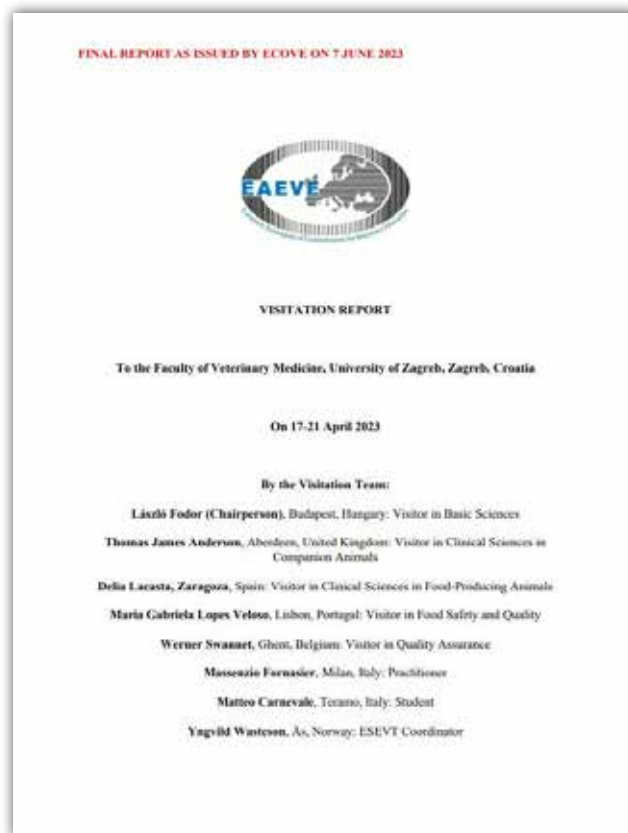 FINAL REPORT AS ISSUED BY ECOVE ON 7 JUNE 2023
EAEVE
VISITATION REPORT
To the Faculty of Veterinary Medicine, University of Zagreb, Zagreb, Croatia
On 17-21 April 2023
By the Visitation Team:
László Fodor (Chairperson), Budapest, Hungary: Visitor in Basic Sciences
Thomas James Anderson, Aberdeen, United Kingdom: Visitor in Clinical Sciences in
Companion Animals
Delia Lacasta, Zaragoza, Spain: Visitor in Clinical Sciences in Food-Producing Animals
Maria Gabriela Lopes Veloso, Lisbon, Portugal: Visitor in Food Safety and Quality
Werner Swannet, Ghent, Belgium: Visitor in Quality Assurance
Massenzio Fornasier, Milan, Italy: Practitioner
Matteo Carnevale, Teramo, Italy: Student
Yngvild Wasteson, Ås, Norway: ESEVT Coordinator